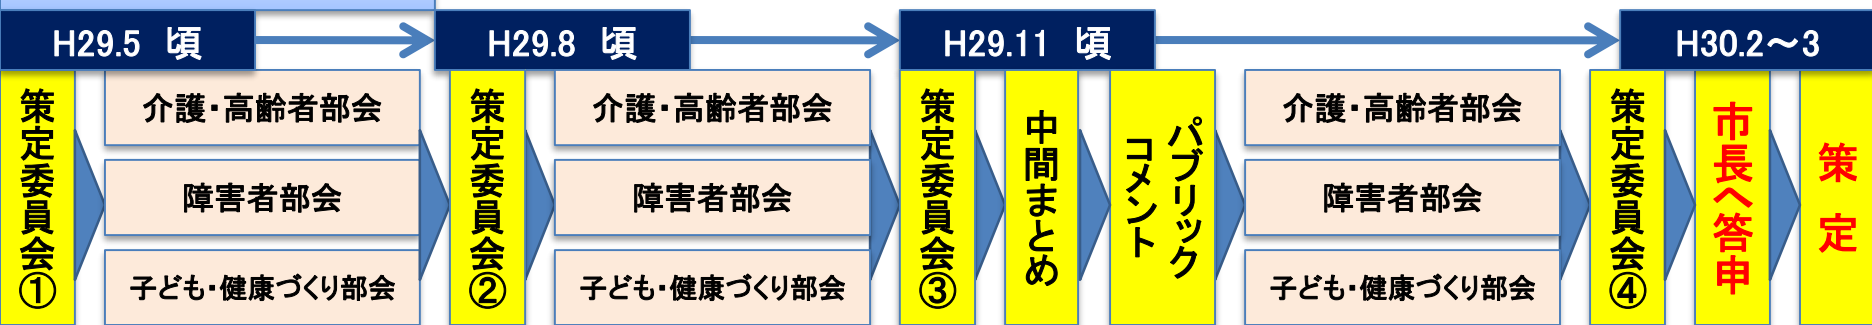 H29.5 頃
H29.8 頃
H29.11 頃
H30.2～3
策定委員会①
介護・高齢者部会
障害者部会
子ども・健康づくり部会
策定委員会②
介護・高齢者部会
障害者部会
子ども・健康づくり部会
策定委員会③
中間まとめ
パブリック
コメント
介護・高齢者部会
障害者部会
子ども・健康づくり部会
策定委員会④
市長へ答申
策定